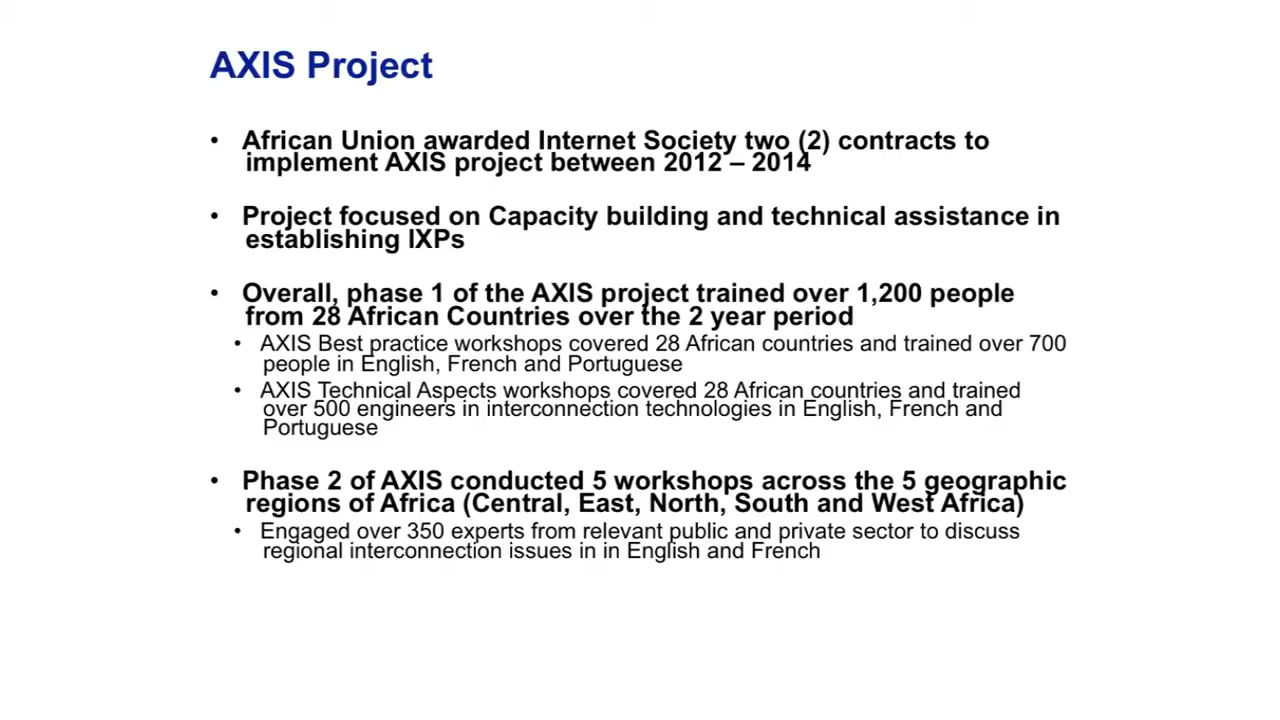 AXIS Project
• African Union awarded Internet Society two (2) contracts to
implement AXIS project between 2012 – 2014
• Project focused on Capacity building and technical assistance in
establishing IXPs
• Overall, phase 1 of the AXIS project trained over 1,200 people
from 28 African Countries over the 2 year period
• AXIS Best practice workshops covered 28 African countries and trained over 700
people in English, French and Portuguese
• AXIS Technical Aspects workshops covered 28 African countries and trained
over 500 engineers in interconnection technologies in English, French and
Portuguese
• Phase 2 of AXIS conducted 5 workshops across the 5 geographic
regions of Africa (Central, East, North, South and West Africa)
• Engaged over 350 experts from relevant public and private sector to discuss
regional interconnection issues in in English and French